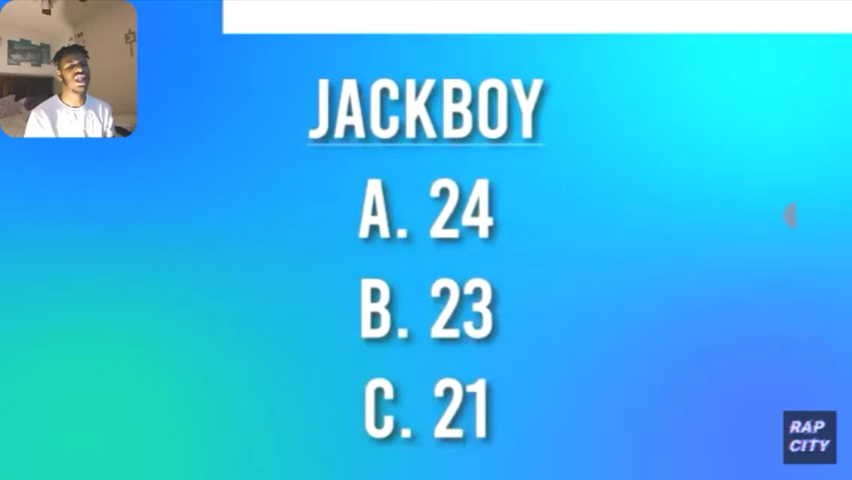 JACKBOY
A. 24
B. 23
C. 21
RAP
CITY